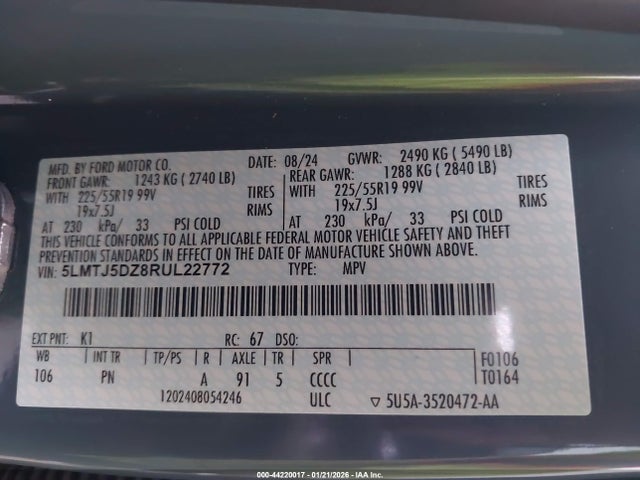 MFD. BY FORD MOTOR CO. DATE: 08/24 GVWR: 2490 KG ( 5490 LB)
FRONT GAWR: 1243 KG ( 2740 LB) REAR GAWR: 1288 KG ( 2840 LB)
WITH 225/55R19 99V TIRES WITH 225/55R19 99V TIRES
19x7.5J RIMS 19x7.5J RIMS
AT 230 kPa/ 33 PSI COLD AT 230 kPa/ 33 PSI COLD
THIS VEHICLE CONFORMS TO ALL APPLICABLE FEDERAL MOTOR VEHICLE SAFETY AND THEFT
PREVENTION STANDARDS IN EFFECT ON THE DATE OF MANUFACTURE SHOWN ABOVE.
VIN: 5LMTJ5DZ8RUL22772 TYPE: MPV
EXT PNT: K1 RC: 67 DSO:
WB INT TR TP/PS R AXLE TR SPR F0106
106 PN A 91 5 CCCC T0164
1202408054246 ULC ▽ 5U5A-3520472-AA
000-44220017 - 01/21/2026 - IAA Inc.